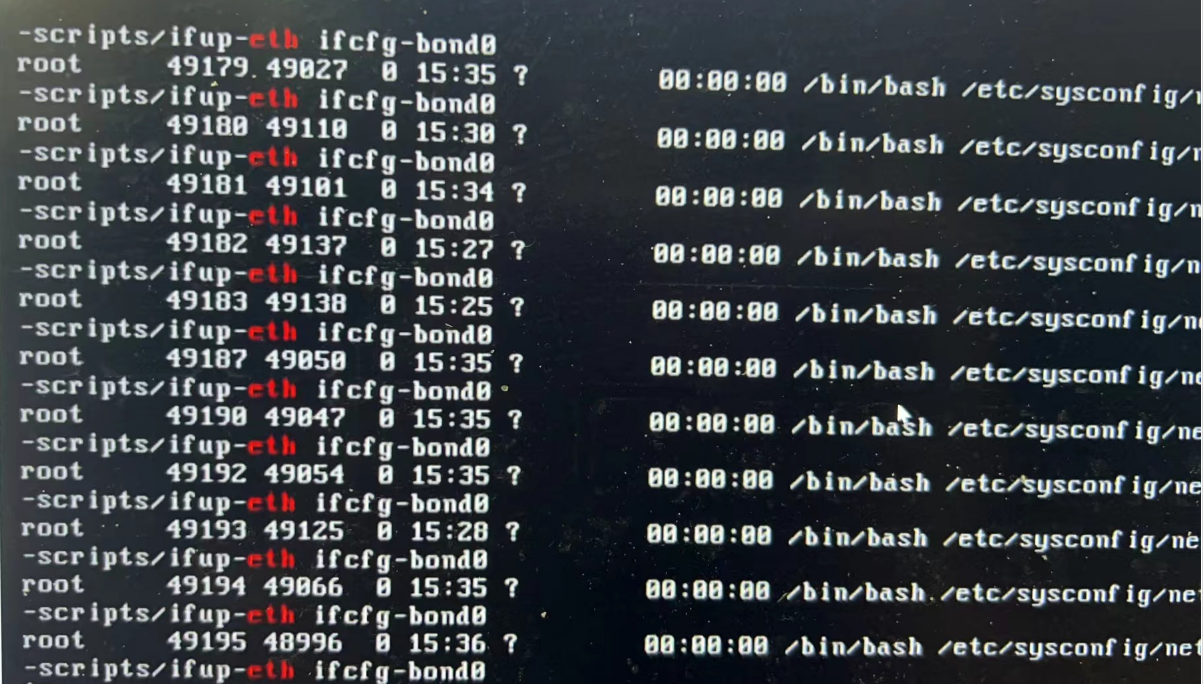 -scripts/ifup-eth ifcfg-bond0
root 49179 49027 0 15:35 ? 00:00:00 /bin/bash /etc/sysconfig/
-scripts/ifup-eth ifcfg-bond0
root 49180 49110 0 15:30 ? 00:00:00 /bin/bash /etc/sysconfig/
-scripts/ifup-eth ifcfg-bond0
root 49181 49101 0 15:34 ? 00:00:00 /bin/bash /etc/sysconfig/n
-scripts/ifup-eth ifcfg-bond0
root 49182 49137 0 15:27 ? 00:00:00 /bin/bash /etc/sysconfig/n
-scripts/ifup-eth ifcfg-bond0
root 49183 49138 0 15:25 ? 00:00:00 /bin/bash /etc/sysconfig/n
-scripts/ifup-eth ifcfg-bond0
root 49187 49050 0 15:35 ? 00:00:00 /bin/bash /etc/sysconfig/ne
-scripts/ifup-eth ifcfg-bond0
root 49190 49047 0 15:35 ? 00:00:00 /bin/bash /etc/sysconfig/ne
-scripts/ifup-eth ifcfg-bond0
root 49192 49054 0 15:35 ? 00:00:00 /bin/bash /etc/sysconfig/ne
-scripts/ifup-eth ifcfg-bond0
root 49193 49125 0 15:28 ? 00:00:00 /bin/bash /etc/sysconfig/ne
-scripts/ifup-eth ifcfg-bond0
root 49194 49066 0 15:35 ? 00:00:00 /bin/bash /etc/sysconfig/net
-scripts/ifup-eth ifcfg-bond0
root 49195 48996 0 15:36 ? 00:00:00 /bin/bash /etc/sysconfig/net
-scripts/ifup-eth ifcfg-bond0